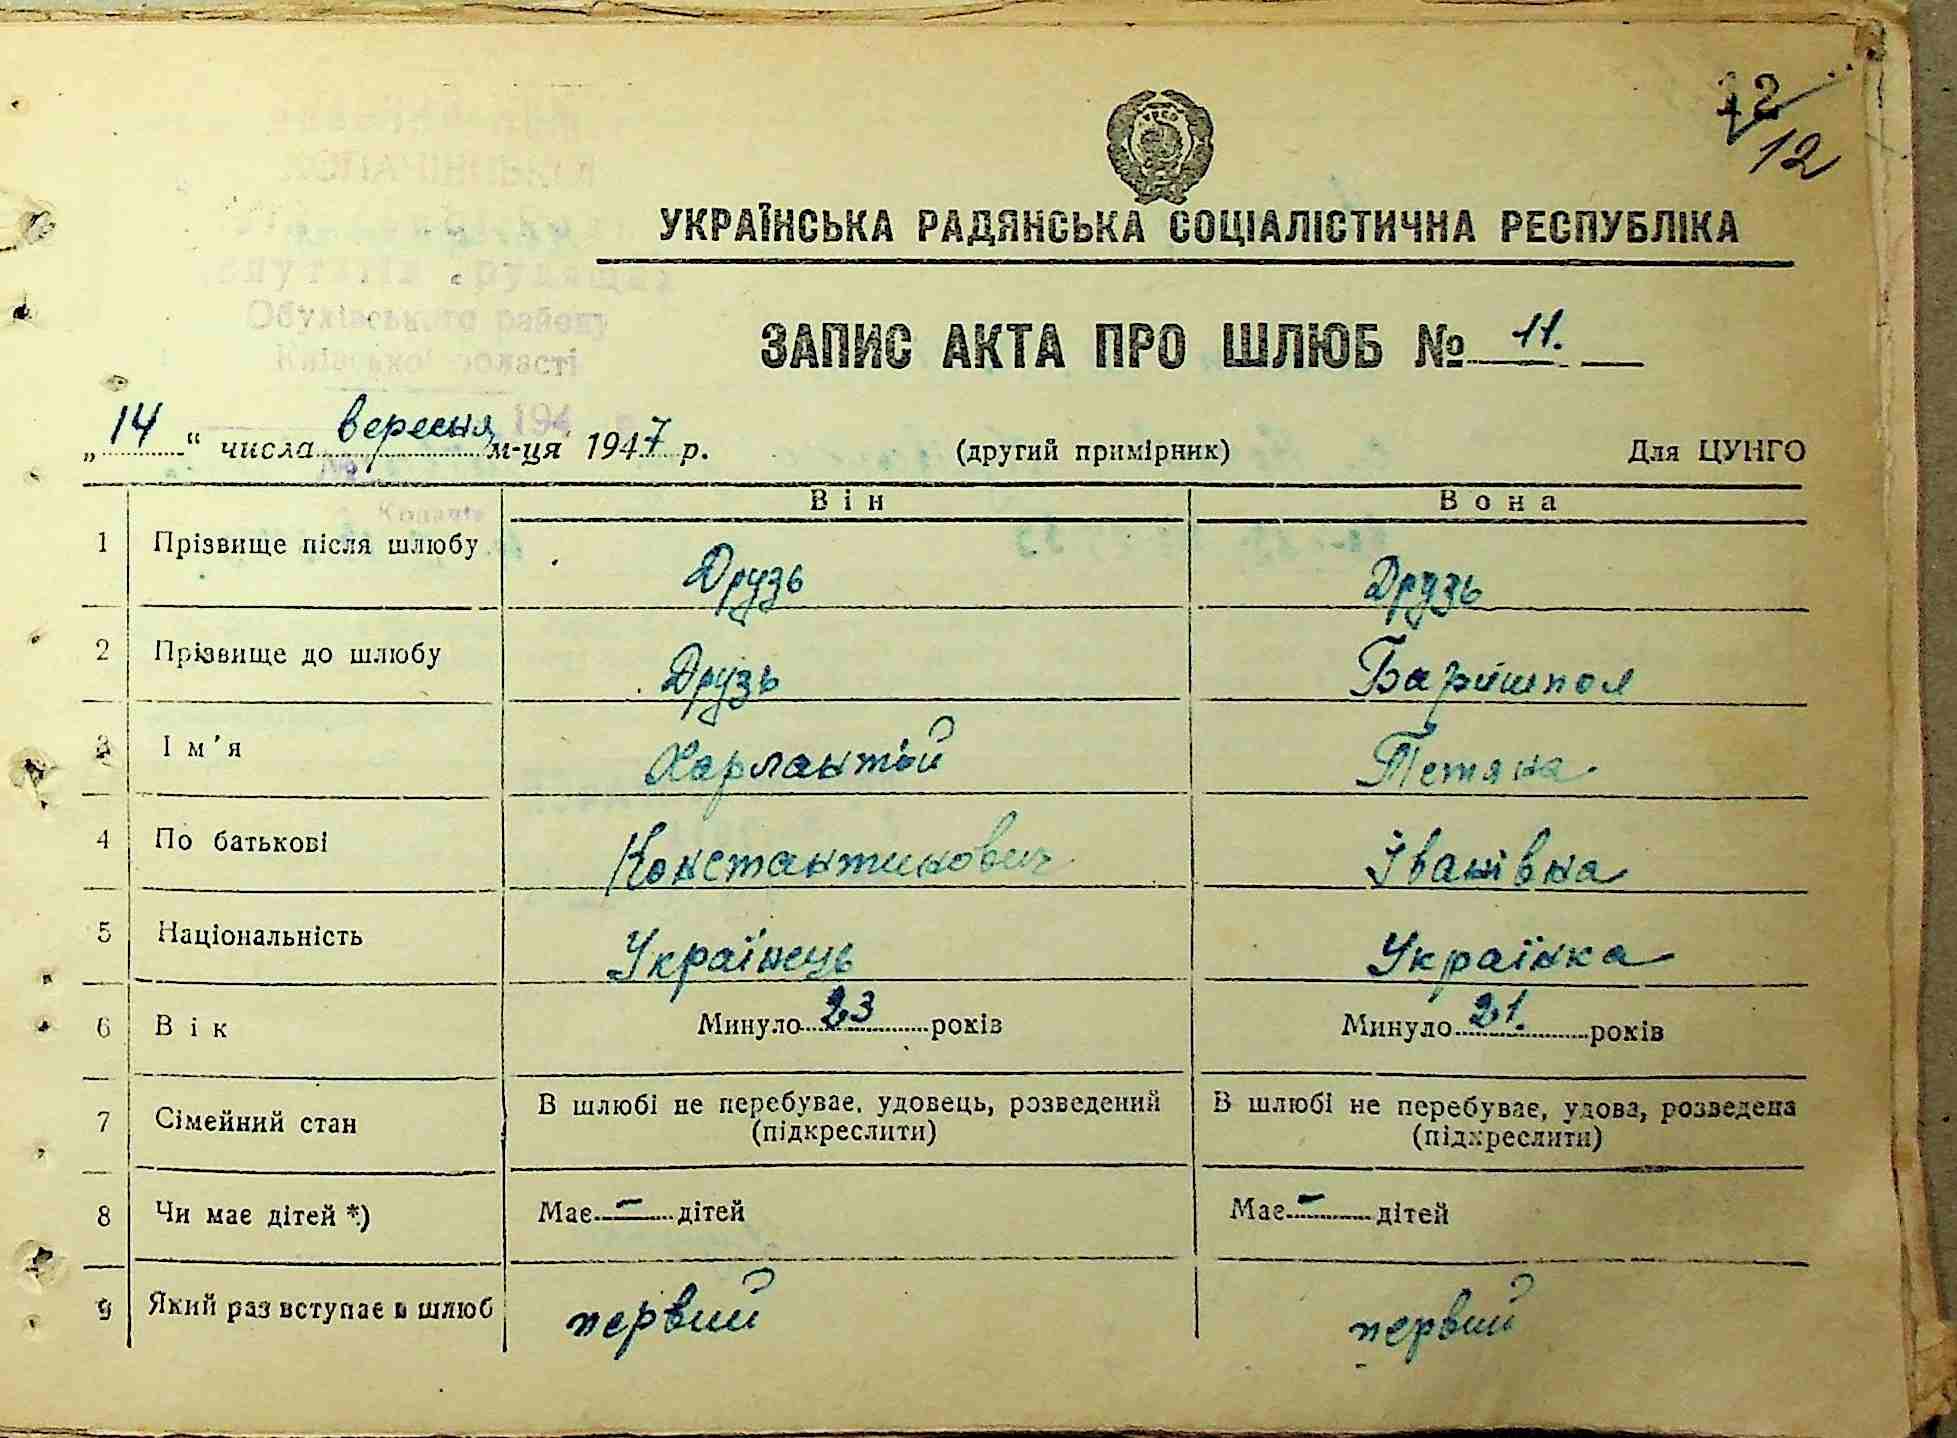 12
12
УКРАЇНСЬКА РАДЯНСЬКА СОЦІАЛІСТИЧНА РЕСПУБЛІКА
ЗАПИС АКТА ПРО ШЛЮБ № 11.
Обухівського району
Київської області
194
„14“ числа вересня м-ця 1947 р. (другий примірник) Для ЦУНГО
Він Вона
1 Прізвище після шлюбу Друзь Друзь
2 Прізвище до шлюбу Друзь Баришпол
3 Ім'я Харлантій Тетяна
4 По батькові Константинович Іванівна
5 Національність Українець Українка
6 Вік Минуло 23 років Минуло 21. років
7 Сімейний стан В шлюбі не перебуває, удовець, розведений В шлюбі не перебуває, удова, розведена
(підкреслити) (підкреслити)
8 Чи має дітей *) Має - дітей Має - дітей
9 Який раз вступає в шлюб первий первий